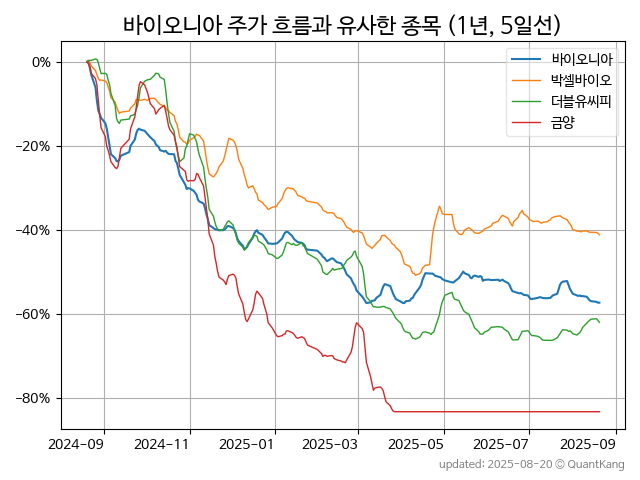 바이오니아 주가 흐름과 유사한 종목 (1년, 5일선)
바이오니아
박셀바이오
더블유씨피
금양
0%
−20%
−40%
−60%
−80%
2024-09 2024-11 2025-01 2025-03 2025-05 2025-07 2025-09
updated: 2025-08-20 © QuantKang